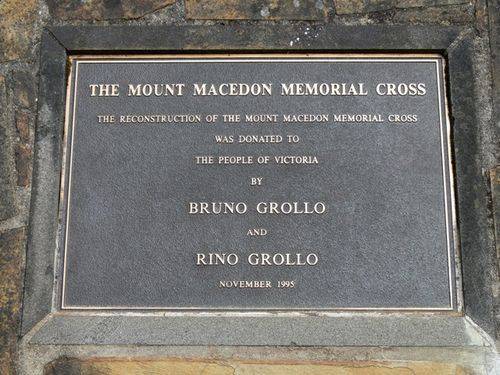 THE MOUNT MACEDON MEMORIAL CROSS
THE RECONSTRUCTION OF THE MOUNT MACEDON MEMORIAL CROSS
WAS DONATED TO
THE PEOPLE OF VICTORIA
BY
BRUNO GROLLO
AND
RINO GROLLO
NOVEMBER 1995